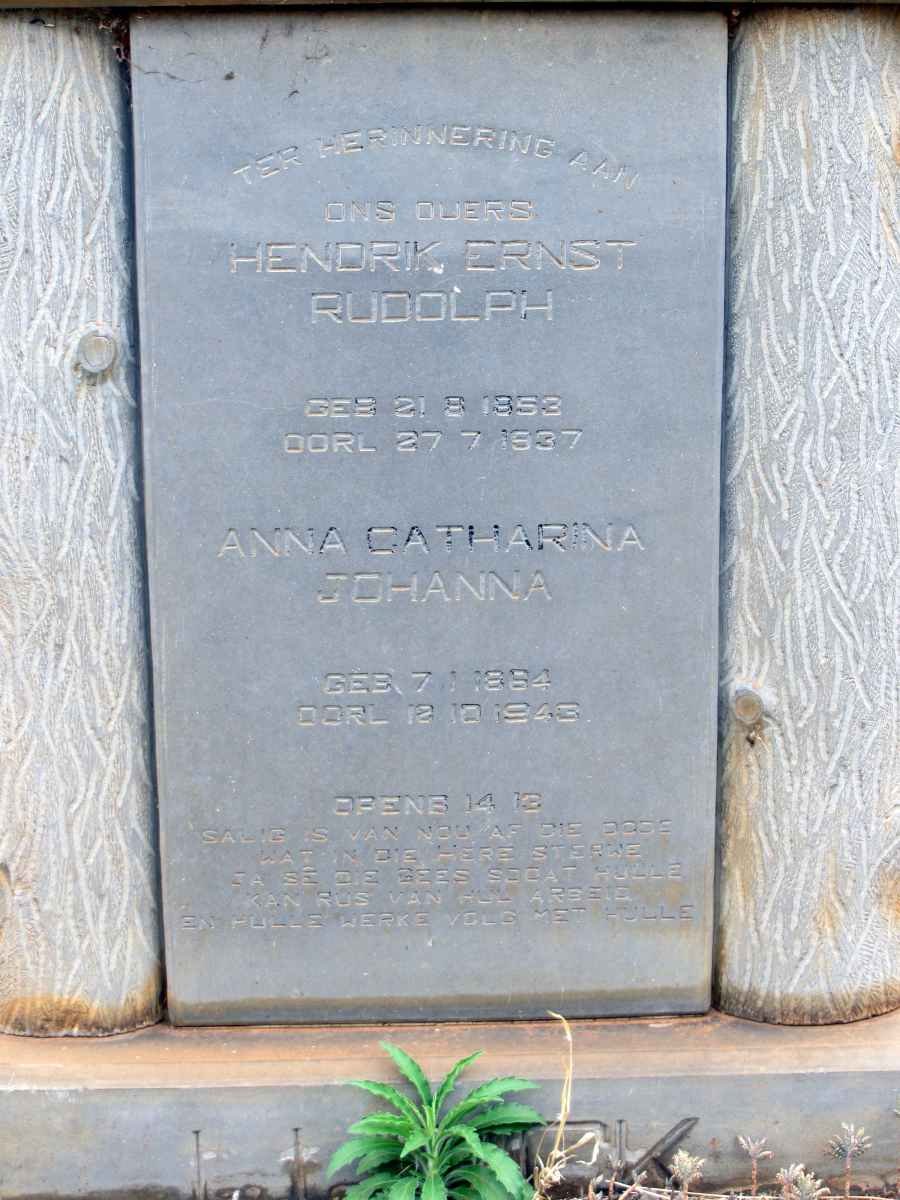 TER HERINNERING AAN
ONS OUERS
HENDRIK ERNST
RUDOLPH
GEB 21 8 1853
OORL 27 7 1937
ANNA CATHARINA
JOHANNA
GEB 7 1 1864
OORL 12 10 1943
OPENB 14 13
SALIG IS VAN NOU AF DIE DODE
WAT IN DIE HERE STERWE
JA SÊ DIE GEES SODAT HULLE
KAN RUS VAN HUL ARBEID
EN HULLE WERKE VOLG MET HULLE